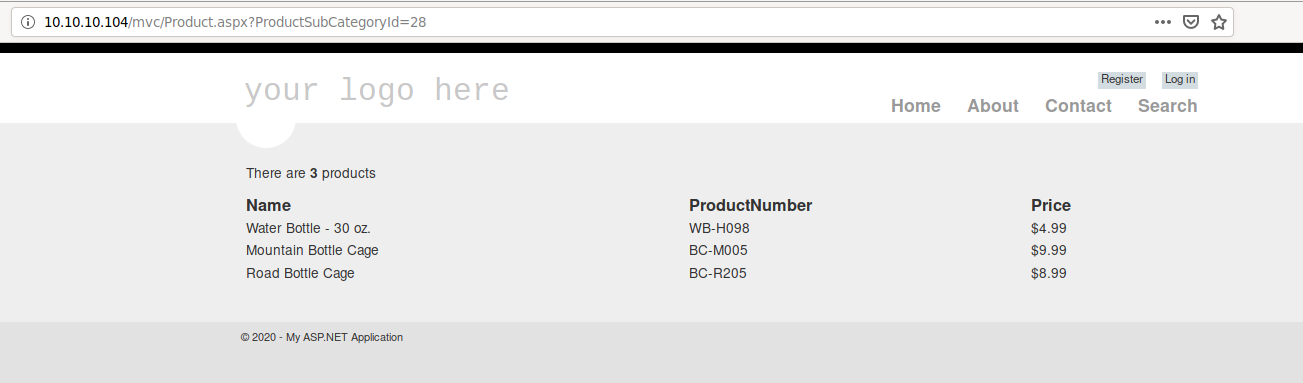 10.10.10.104/mvc/Product.aspx?ProductSubCategoryId=28
your logo here
Register Log in
Home About Contact Search
There are 3 products
Name ProductNumber Price
Water Bottle - 30 oz. WB-H098 $4.99
Mountain Bottle Cage BC-M005 $9.99
Road Bottle Cage BC-R205 $8.99
© 2020 - My ASP.NET Application